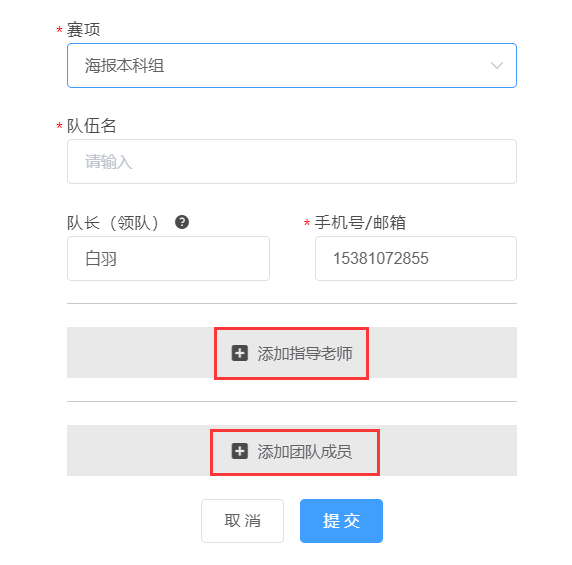 * 赛项
海报本科组
* 队伍名
请输入
队长（领队） ?
* 手机号/邮箱
白羽
15381072855
添加指导老师
添加团队成员
取 消
提 交